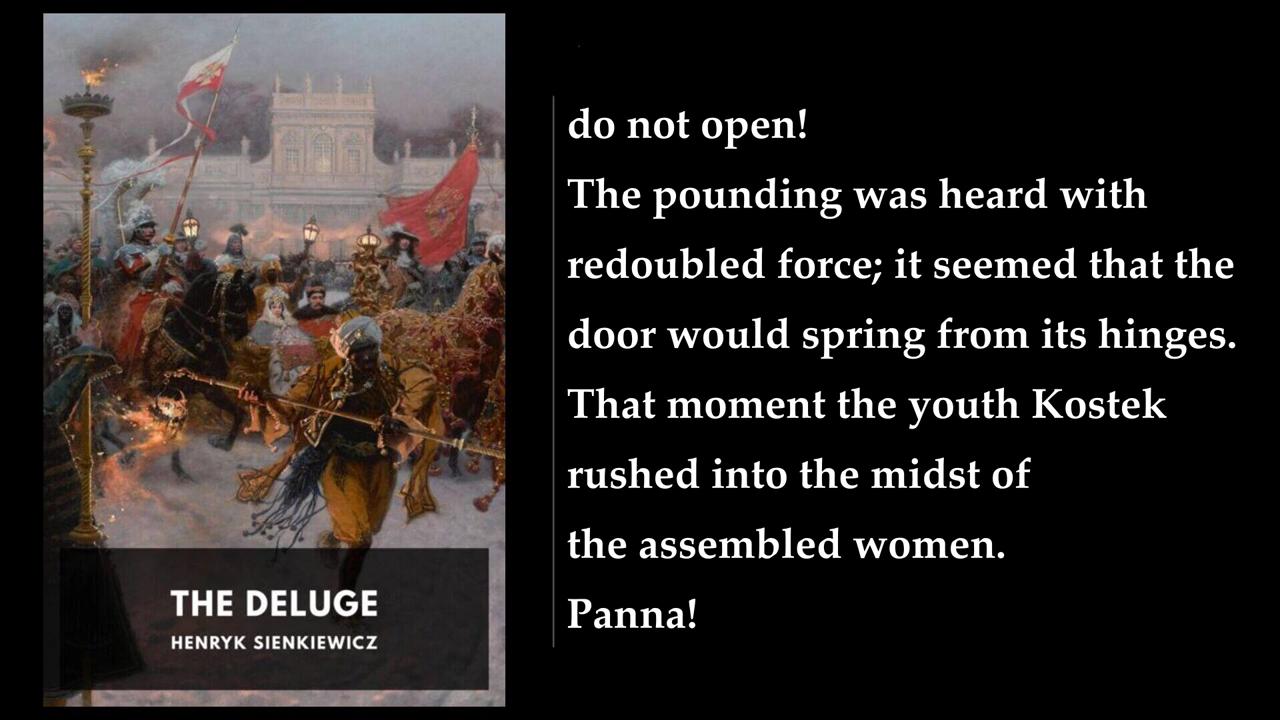 THE DELUGE
HENRYK SIENKIEWICZ
do not open!
The pounding was heard with
redoubled force; it seemed that the
door would spring from its hinges.
That moment the youth Kostek
rushed into the midst of
the assembled women.
Panna!